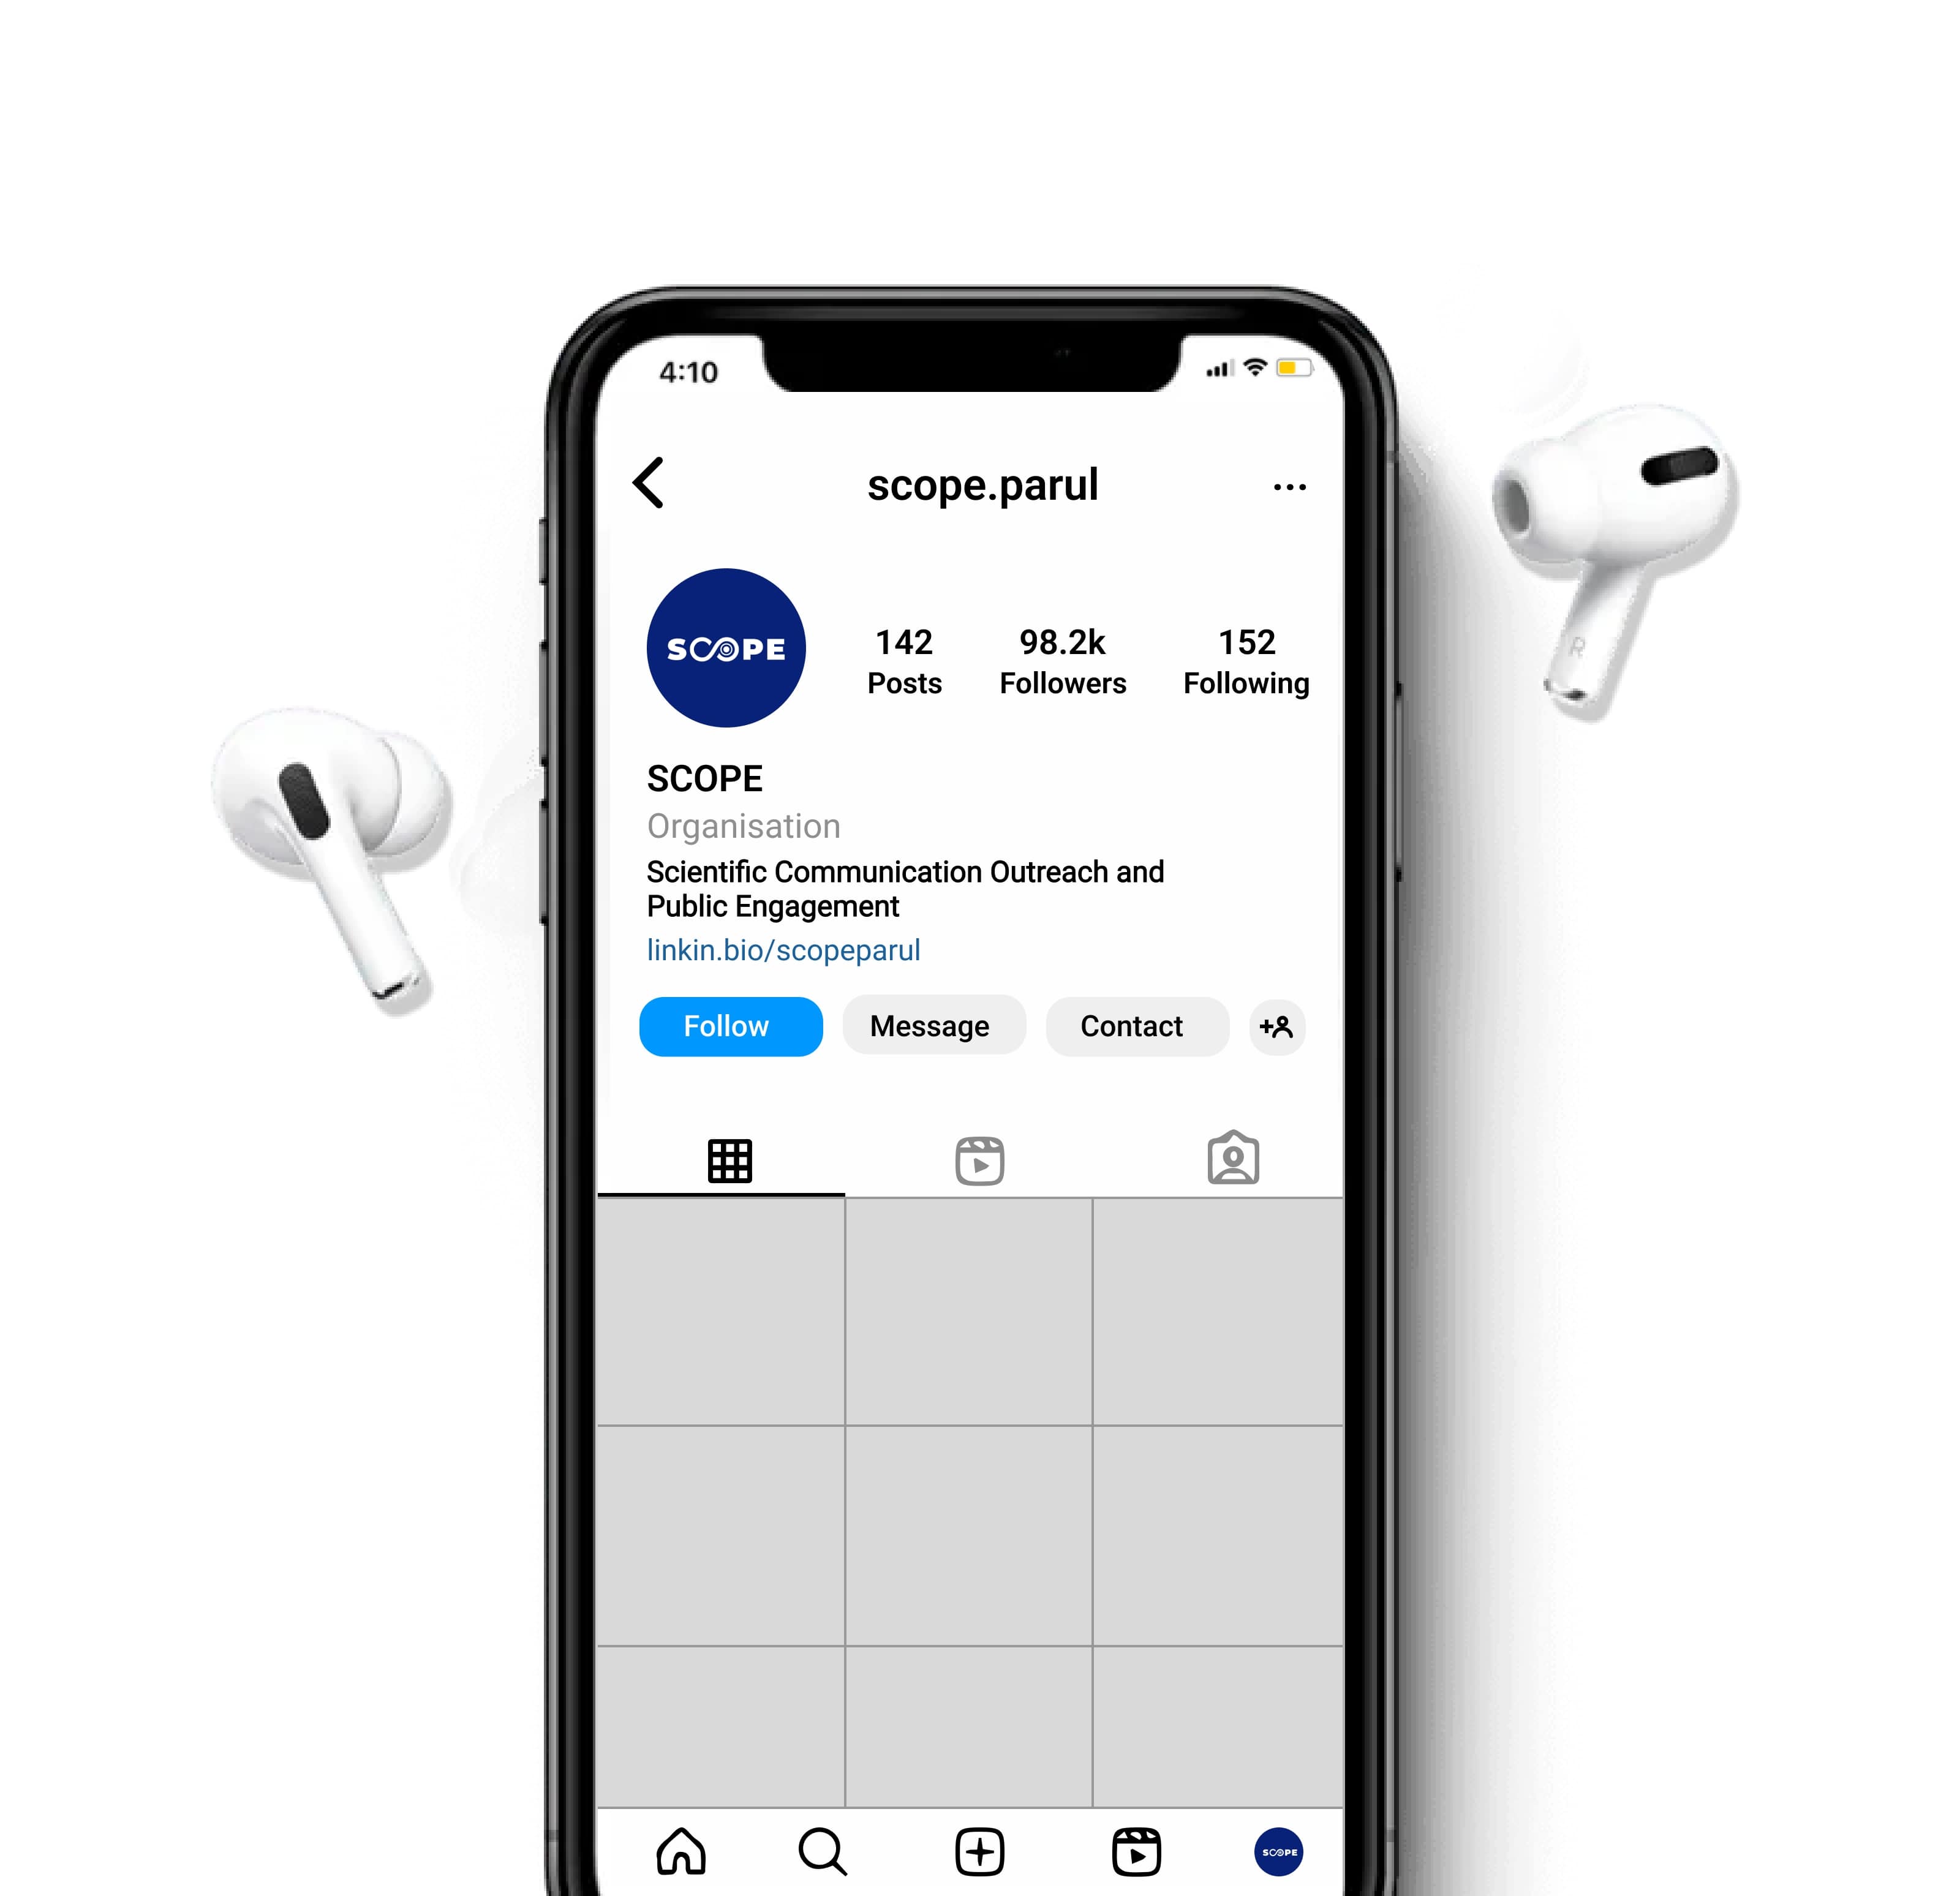 4:10
scope.parul
SCOPE
142 98.2k 152
Posts Followers Following
SCOPE
Organisation
Scientific Communication Outreach and
Public Engagement
linkin.bio/scopeparul
Follow Message Contact
R
SCOPE